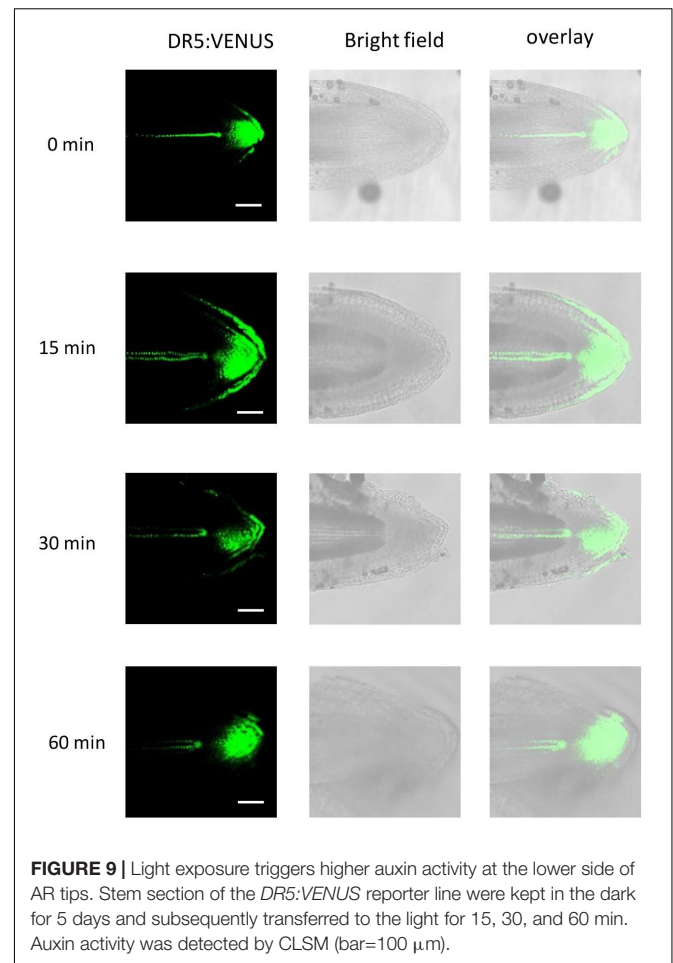 DR5:VENUS Bright field overlay
0 min
15 min
30 min
60 min
FIGURE 9 | Light exposure triggers higher auxin activity at the lower side of
AR tips. Stem section of the DR5:VENUS reporter line were kept in the dark
for 5 days and subsequently transferred to the light for 15, 30, and 60 min.
Auxin activity was detected by CLSM (bar=100 μm).